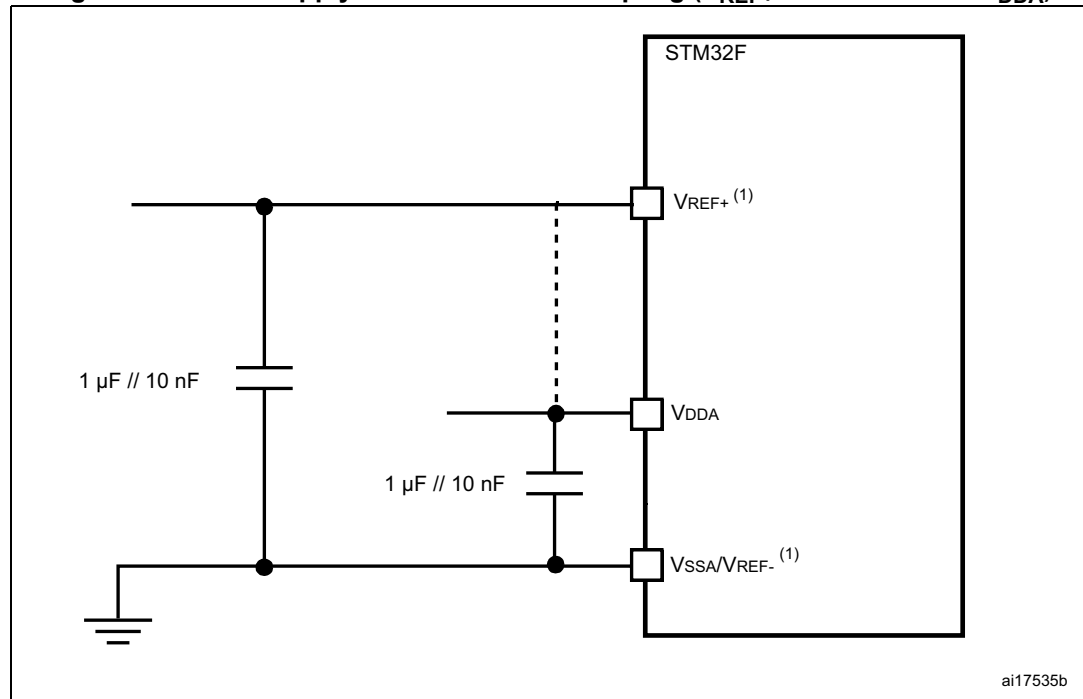 STM32F
VREF+ (1)
1 µF // 10 nF
VDDA
1 µF // 10 nF
VSSA/VREF- (1)
ai17535b